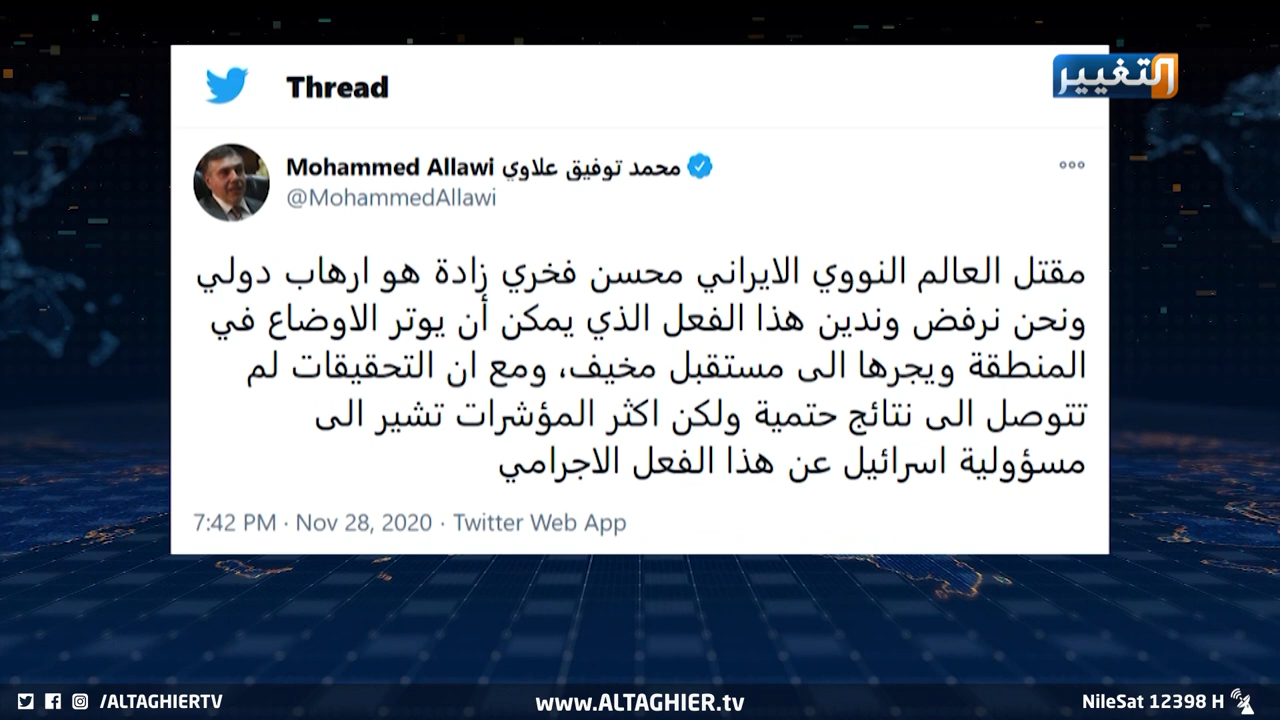 Thread
التغيير
Mohammed Allawi محمد توفيق علاوي
@MohammedAllawi
مقتل العالم النووي الايراني محسن فخري زادة هو ارهاب دولي
ونحن نرفض وندين هذا الفعل الذي يمكن أن يوتر الاوضاع في
المنطقة ويجرها الى مستقبل مخيف، ومع ان التحقيقات لم
تتوصل الى نتائج حتمية ولكن اكثر المؤشرات تشير الى
مسؤولية اسرائيل عن هذا الفعل الاجرامي
7:42 PM · Nov 28, 2020 · Twitter Web App
/ALTAGHIERTV
www.ALTAGHIER.tv
NileSat 12398 H